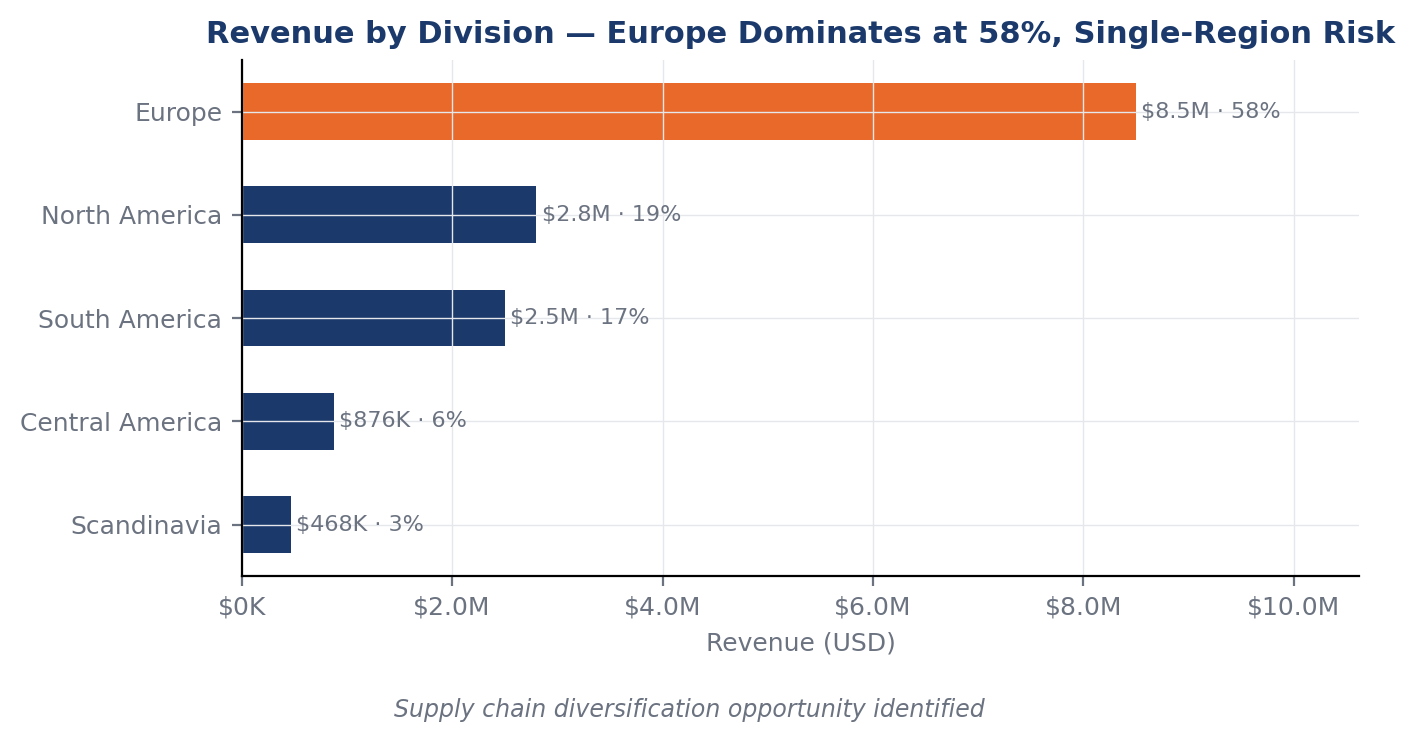 Revenue by Division — Europe Dominates at 58%, Single-Region Risk
Europe
$8.5M · 58%
North America
$2.8M · 19%
South America
$2.5M · 17%
Central America
$876K · 6%
Scandinavia
$468K · 3%
$0K $2.0M $4.0M $6.0M $8.0M $10.0M
Revenue (USD)
Supply chain diversification opportunity identified